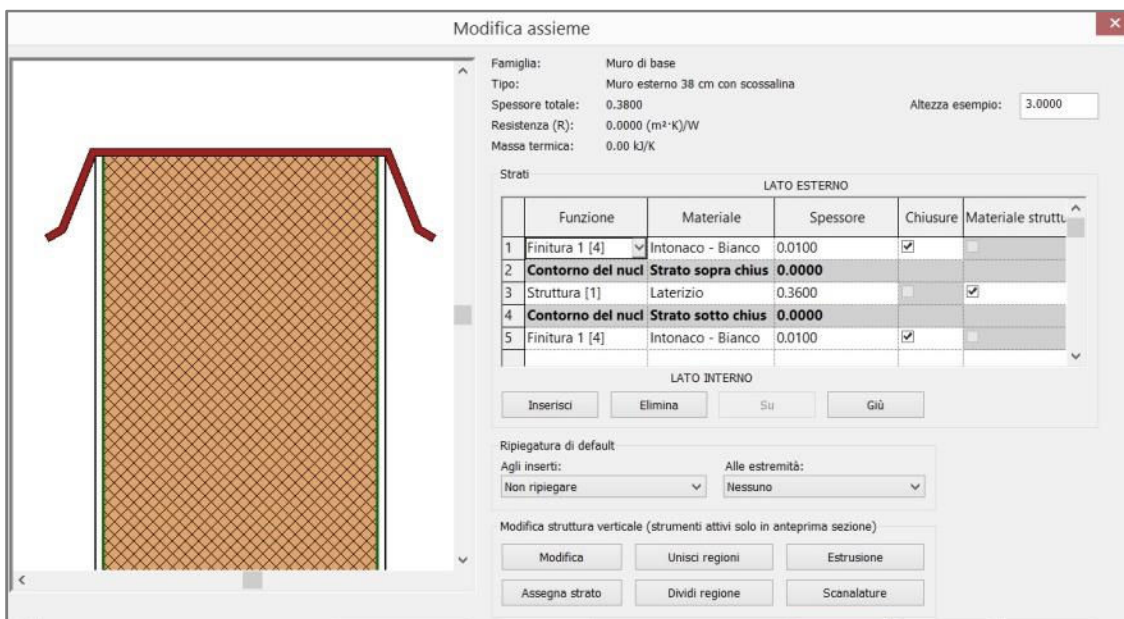 Modifica assieme
Famiglia: Muro di base
Tipo: Muro esterno 38 cm con scossalina
Spessore totale: 0.3800 Altezza esempio: 3.0000
Resistenza (R): 0.0000 (m²·K)/W
Massa termica: 0.00 kJ/K
Strati
LATO ESTERNO
Funzione Materiale Spessore Chiusure Materiale struttu
1 Finitura 1 [4] Intonaco - Bianco 0.0100
2 Contorno del nucl Strato sopra chius 0.0000
3 Struttura [1] Laterizio 0.3600
4 Contorno del nucl Strato sotto chius 0.0000
5 Finitura 1 [4] Intonaco - Bianco 0.0100
LATO INTERNO
Inserisci Elimina Su Giù
Ripiegatura di default
Agli inserti: Alle estremità:
Non ripiegare Nessuno
Modifica struttura verticale (strumenti attivi solo in anteprima sezione)
Modifica Unisci regioni Estrusione
Assegna strato Dividi regione Scanalature